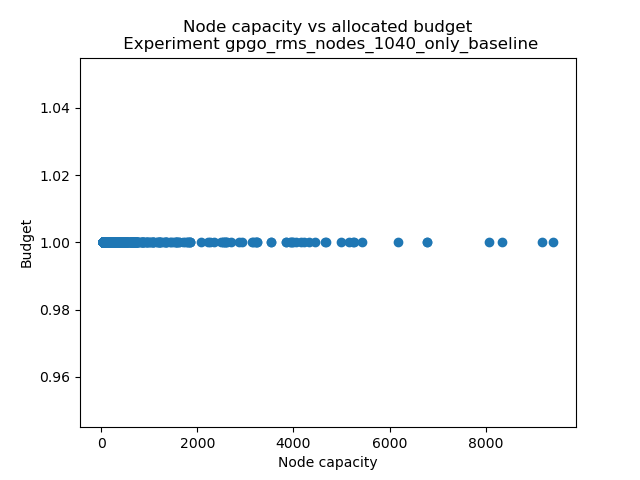 Node capacity vs allocated budget
Experiment gpgo_rms_nodes_1040_only_baseline
1.04
1.02
1.00
0.98
0.96
Budget
0
2000
4000
6000
8000
Node capacity